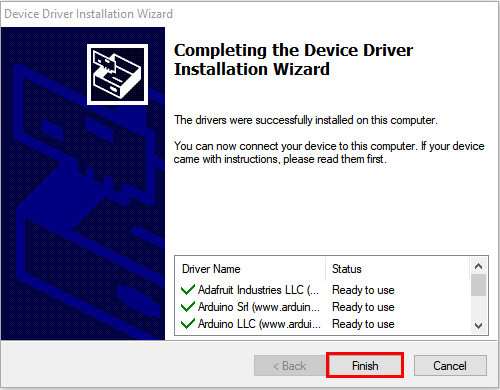 Device Driver Installation Wizard
Completing the Device Driver
Installation Wizard
The drivers were successfully installed on this computer.
You can now connect your device to this computer. If your device
came with instructions, please read them first.
Driver Name Status
Adafruit Industries LLC (... Ready to use
Arduino Srl (www.arduin... Ready to use
Arduino LLC (www.ardui... Ready to use
< Back Finish Cancel